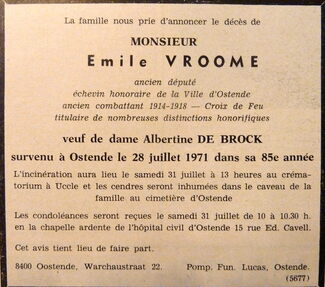 La famille nous prie d'annoncer le décès de
MONSIEUR
Emile VROOME
ancien député
échevin honoraire de la Ville d'Ostende
ancien combattant 1914-1918 — Croix de Feu
titulaire de nombreuses distinctions honorifiques
veuf de dame Albertine DE BROCK
survenu à Ostende le 28 juillet 1971 dans sa 85e année
L'incinération aura lieu le samedi 31 juillet à 13 heures au créma-
torium à Uccle et les cendres seront inhumées dans le caveau de la
famille au cimetière d'Ostende
Les condoléances seront reçues le samedi 31 juillet de 10 à 10.30 h.
en la chapelle ardente de l'hôpital civil d'Ostende 15 rue Ed. Cavell.
Cet avis tient lieu de faire part.
8400 Oostende, Warchaustraat 22. Pomp. Fun. Lucas, Ostende.
(5877)